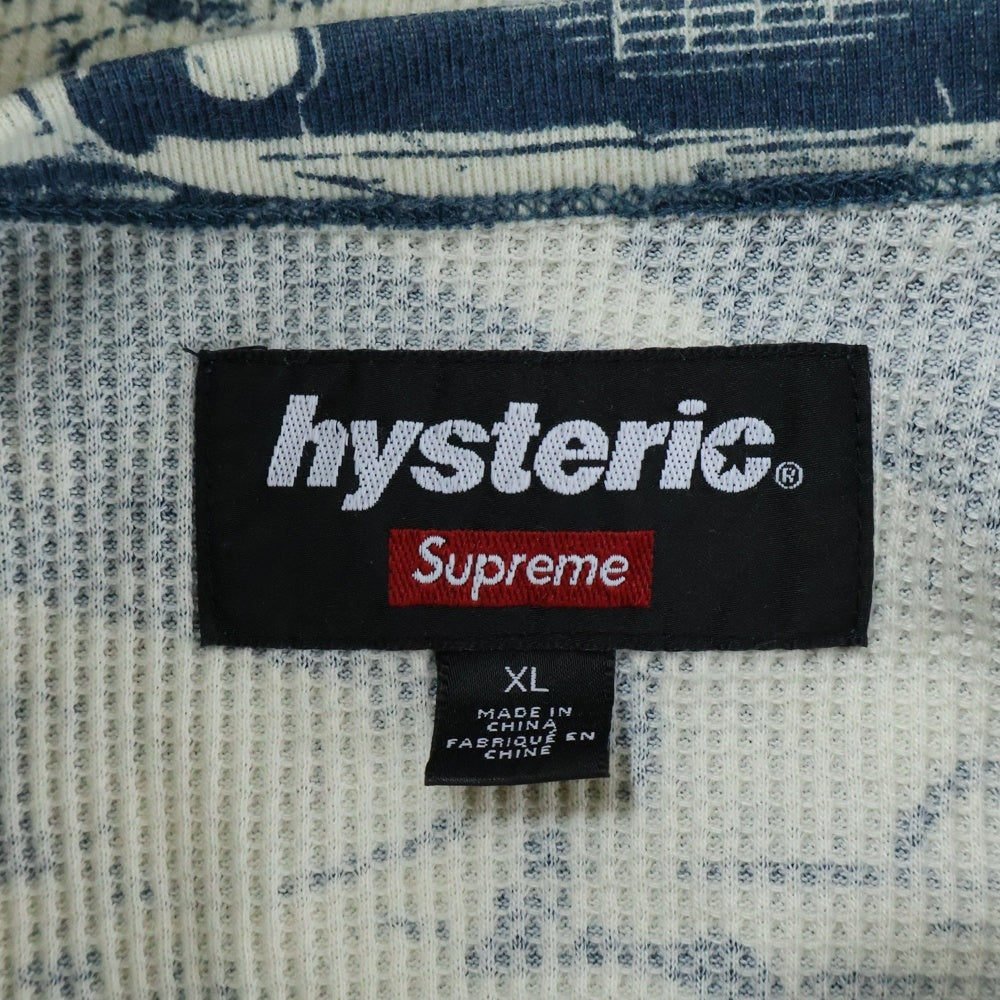 hysteric®
Supreme
XL
MADE IN
CHINA
FABRIQUÉ EN
CHINE